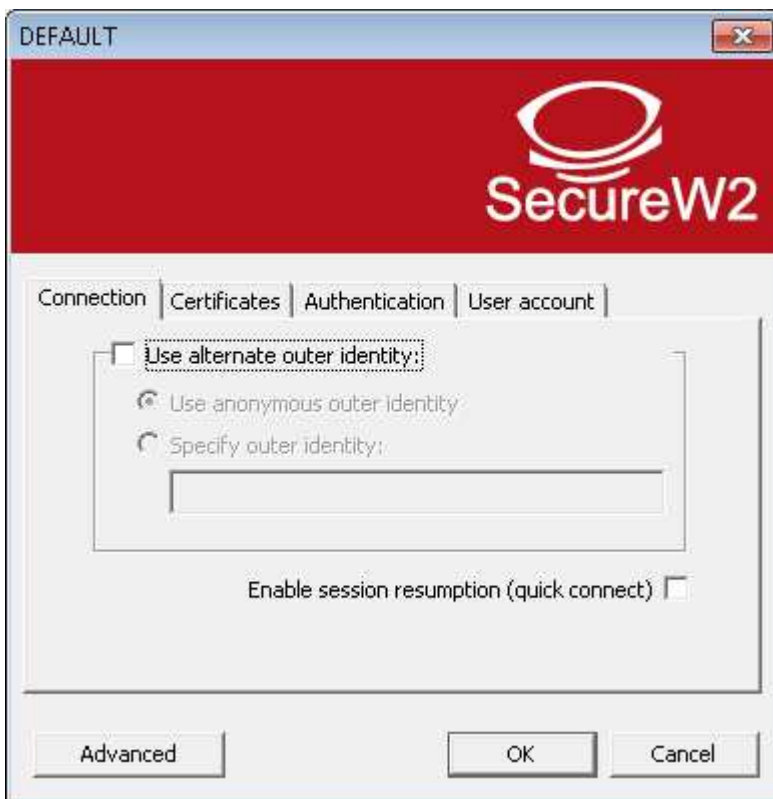 DEFAULT
SecureW2
Connection Certificates Authentication User account
Use alternate outer identity:
Use anonymous outer identity
Specify outer identity:
Enable session resumption (quick connect)
Advanced OK Cancel